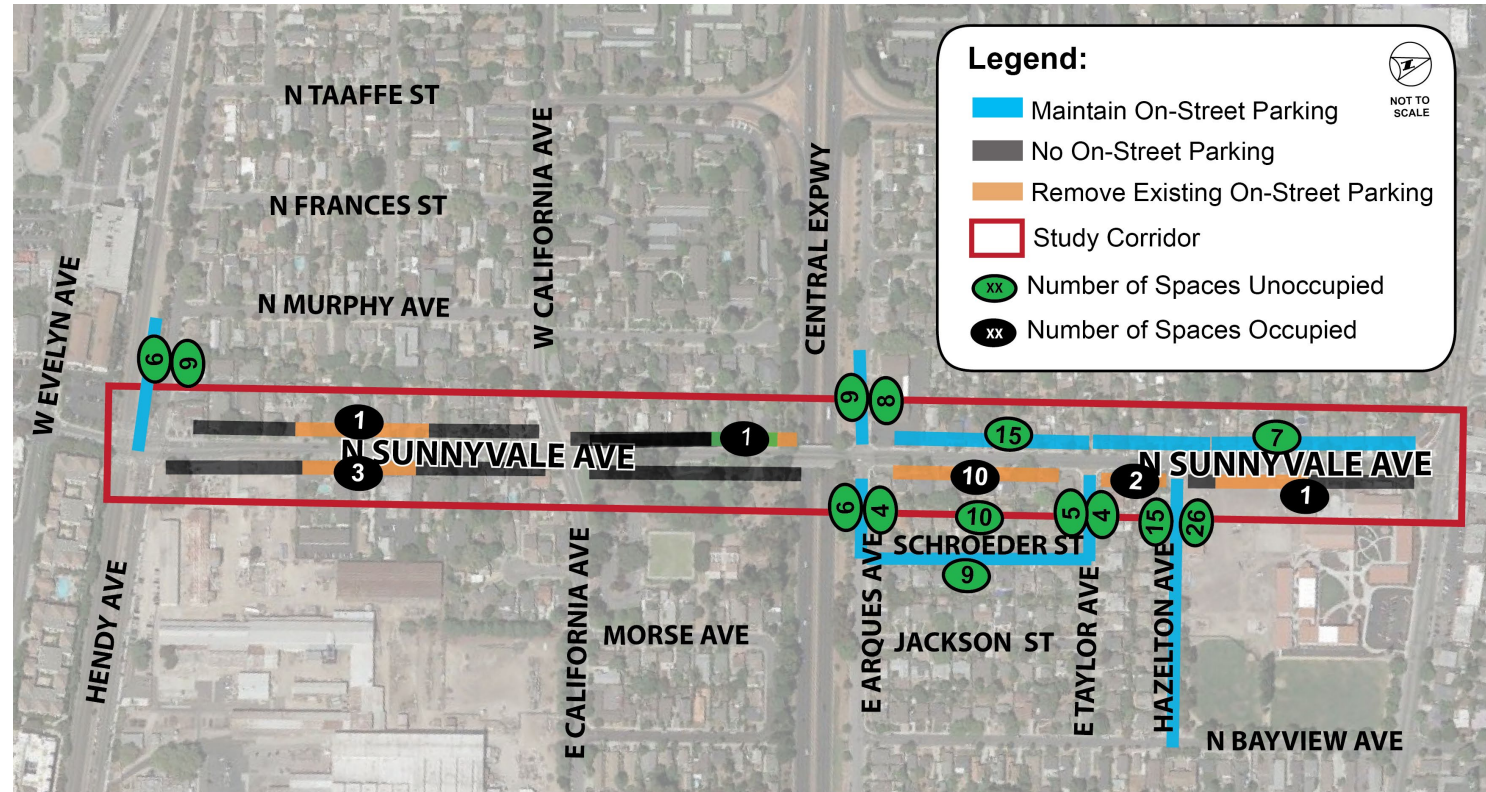 Legend:
NOT TO
SCALE
Maintain On-Street Parking
No On-Street Parking
Remove Existing On-Street Parking
Study Corridor
xx Number of Spaces Unoccupied
xx Number of Spaces Occupied
N TAAFFE ST
N FRANCES ST
N MURPHY AVE
W CALIFORNIA AVE
CENTRAL EXPWY
W EVELYN AVE
6
9
9
8
1
1
15
7
N SUNNYVALE AVE
N SUNNYVALE AVE
3
10
2
1
6
4
10
5
4
15
26
SCHROEDER ST
9
HENDY AVE
E CALIFORNIA AVE
MORSE AVE
E ARQUES AVE
JACKSON ST
E TAYLOR AVE
HAZELTON AVE
N BAYVIEW AVE